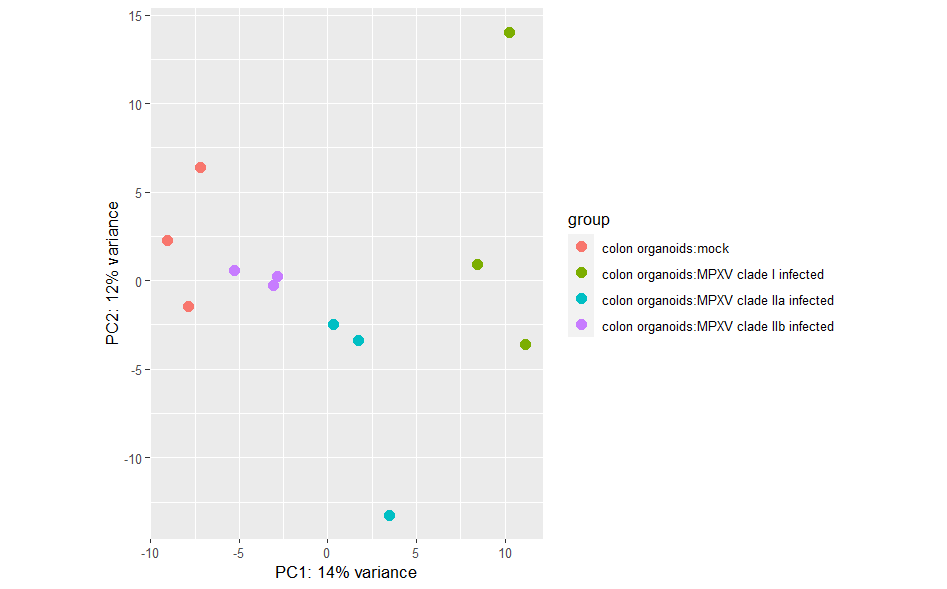 15
10
5
0
-5
-10
PC2: 12% variance
-10
-5
0
5
10
PC1: 14% variance
group
colon organoids:mock
colon organoids:MPXV clade I infected
colon organoids:MPXV clade IIa infected
colon organoids:MPXV clade IIb infected